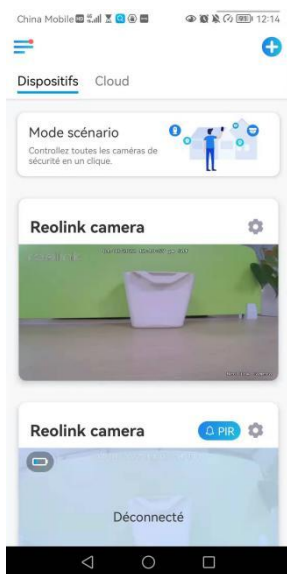 China Mobile 12:14
Dispositifs Cloud
Mode scénario
Controllez toutes les caméras de
sécurité en un clique.
Reolink camera
Reolink camera
PIR
Déconnecté